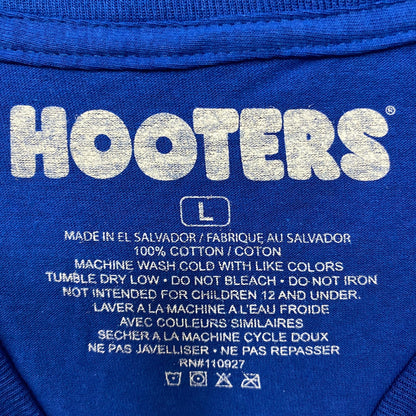 HOOTERS®
L
MADE IN EL SALVADOR / FABRIQUE AU SALVADOR
100% COTTON / COTON
MACHINE WASH COLD WITH LIKE COLORS
TUMBLE DRY LOW • DO NOT BLEACH • DO NOT IRON
NOT INTENDED FOR CHILDREN 12 AND UNDER.
LAVER A LA MACHINE A L'EAU FROIDE
AVEC COULEURS SIMILAIRES
SECHER A LA MACHINE CYCLE DOUX
NE PAS JAVELLISER • NE PAS REPASSER
RN#110927